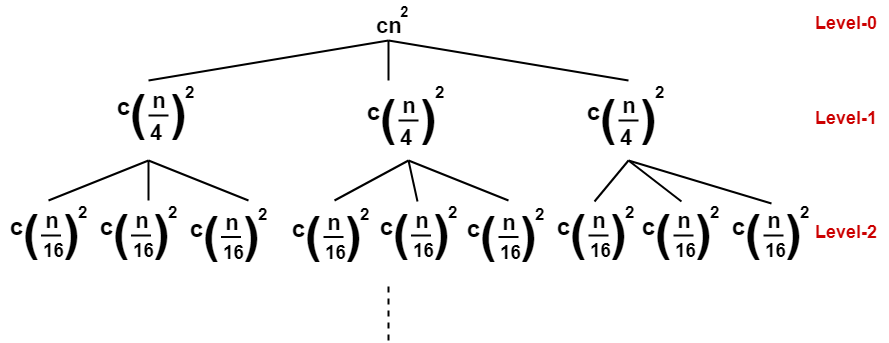 cn² Level-0
c(n/4)² c(n/4)² c(n/4)² Level-1
c(n/16)² c(n/16)² c(n/16)² c(n/16)² c(n/16)² c(n/16)² c(n/16)² c(n/16)² c(n/16)² Level-2